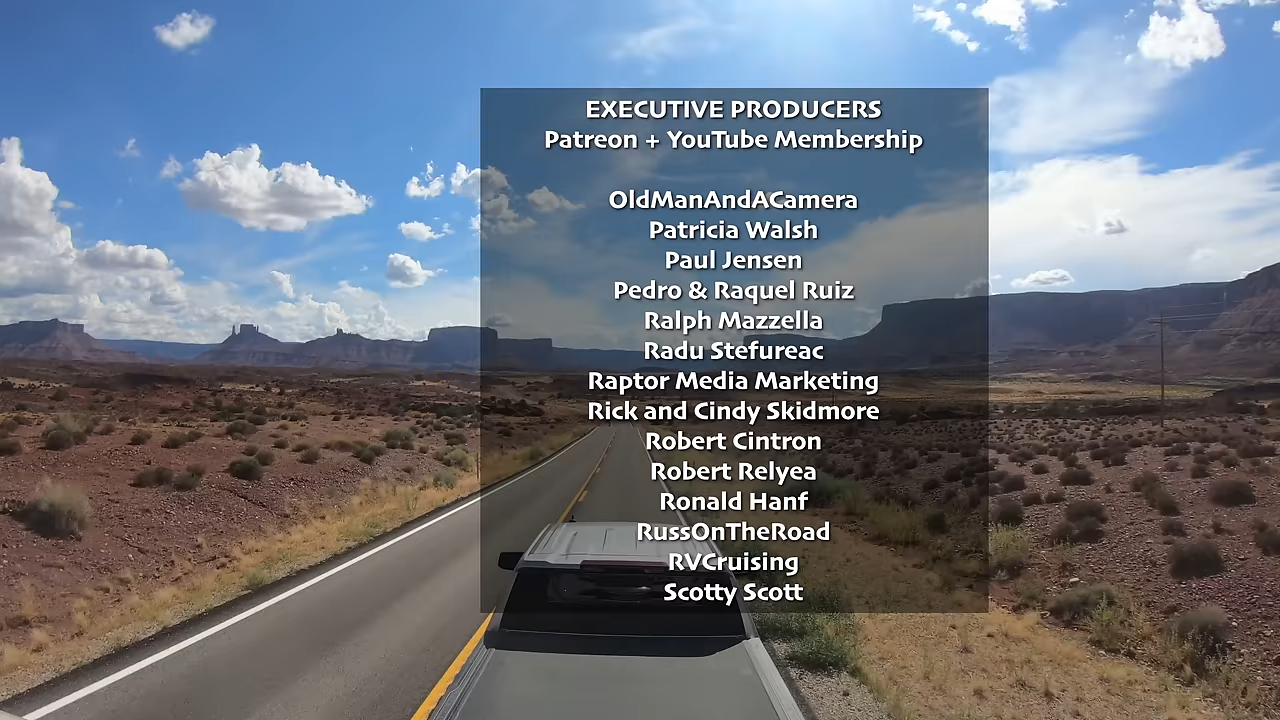 EXECUTIVE PRODUCERS
Patreon + YouTube Membership
OldManAndACamera
Patricia Walsh
Paul Jensen
Pedro & Raquel Ruiz
Ralph Mazzella
Radu Stefureac
Raptor Media Marketing
Rick and Cindy Skidmore
Robert Cintron
Robert Relyea
Ronald Hanf
RussOnTheRoad
RVCruising
Scotty Scott